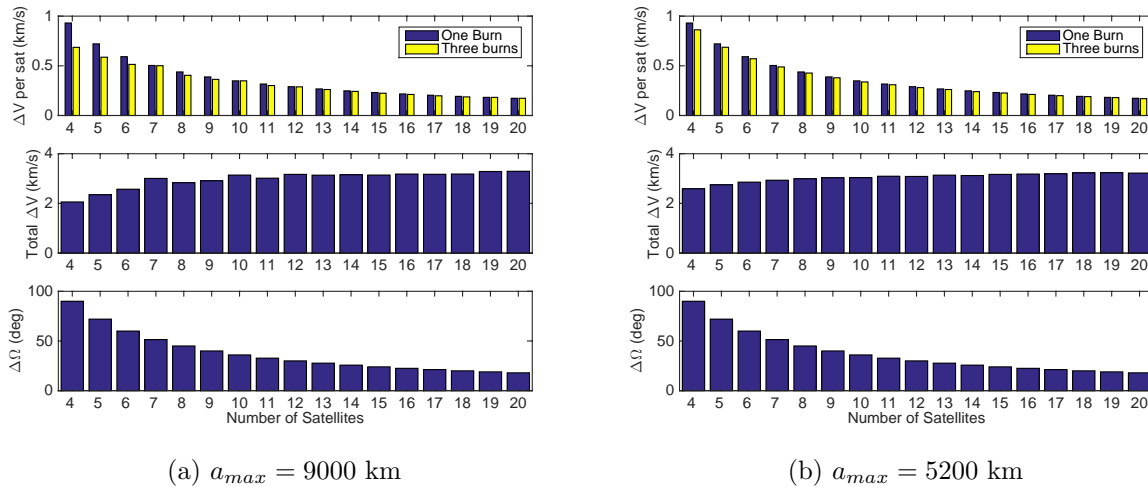 ΔV per sat (km/s)
1
0.5
0
One Burn
Three burns
4 5 6 7 8 9 10 11 12 13 14 15 16 17 18 19 20
Total ΔV (km/s)
4
2
0
4 5 6 7 8 9 10 11 12 13 14 15 16 17 18 19 20
ΔΩ (deg)
100
50
0
4 5 6 7 8 9 10 11 12 13 14 15 16 17 18 19 20
Number of Satellites
(a) a_max = 9000 km
ΔV per sat (km/s)
1
0.5
0
One Burn
Three burns
4 5 6 7 8 9 10 11 12 13 14 15 16 17 18 19 20
Total ΔV (km/s)
4
2
0
4 5 6 7 8 9 10 11 12 13 14 15 16 17 18 19 20
ΔΩ (deg)
100
50
0
4 5 6 7 8 9 10 11 12 13 14 15 16 17 18 19 20
Number of Satellites
(b) a_max = 5200 km